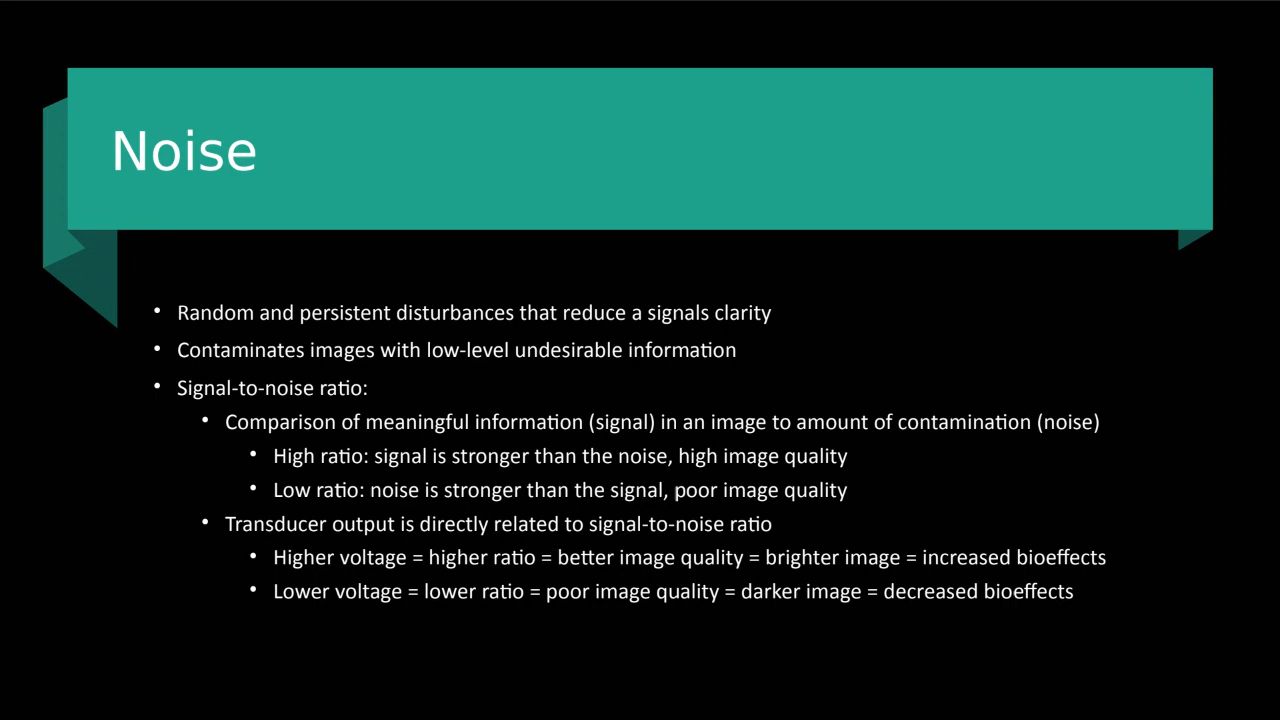 Noise
• Random and persistent disturbances that reduce a signals clarity
• Contaminates images with low-level undesirable information
• Signal-to-noise ratio:
• Comparison of meaningful information (signal) in an image to amount of contamination (noise)
• High ratio: signal is stronger than the noise, high image quality
• Low ratio: noise is stronger than the signal, poor image quality
• Transducer output is directly related to signal-to-noise ratio
• Higher voltage = higher ratio = better image quality = brighter image = increased bioeffects
• Lower voltage = lower ratio = poor image quality = darker image = decreased bioeffects